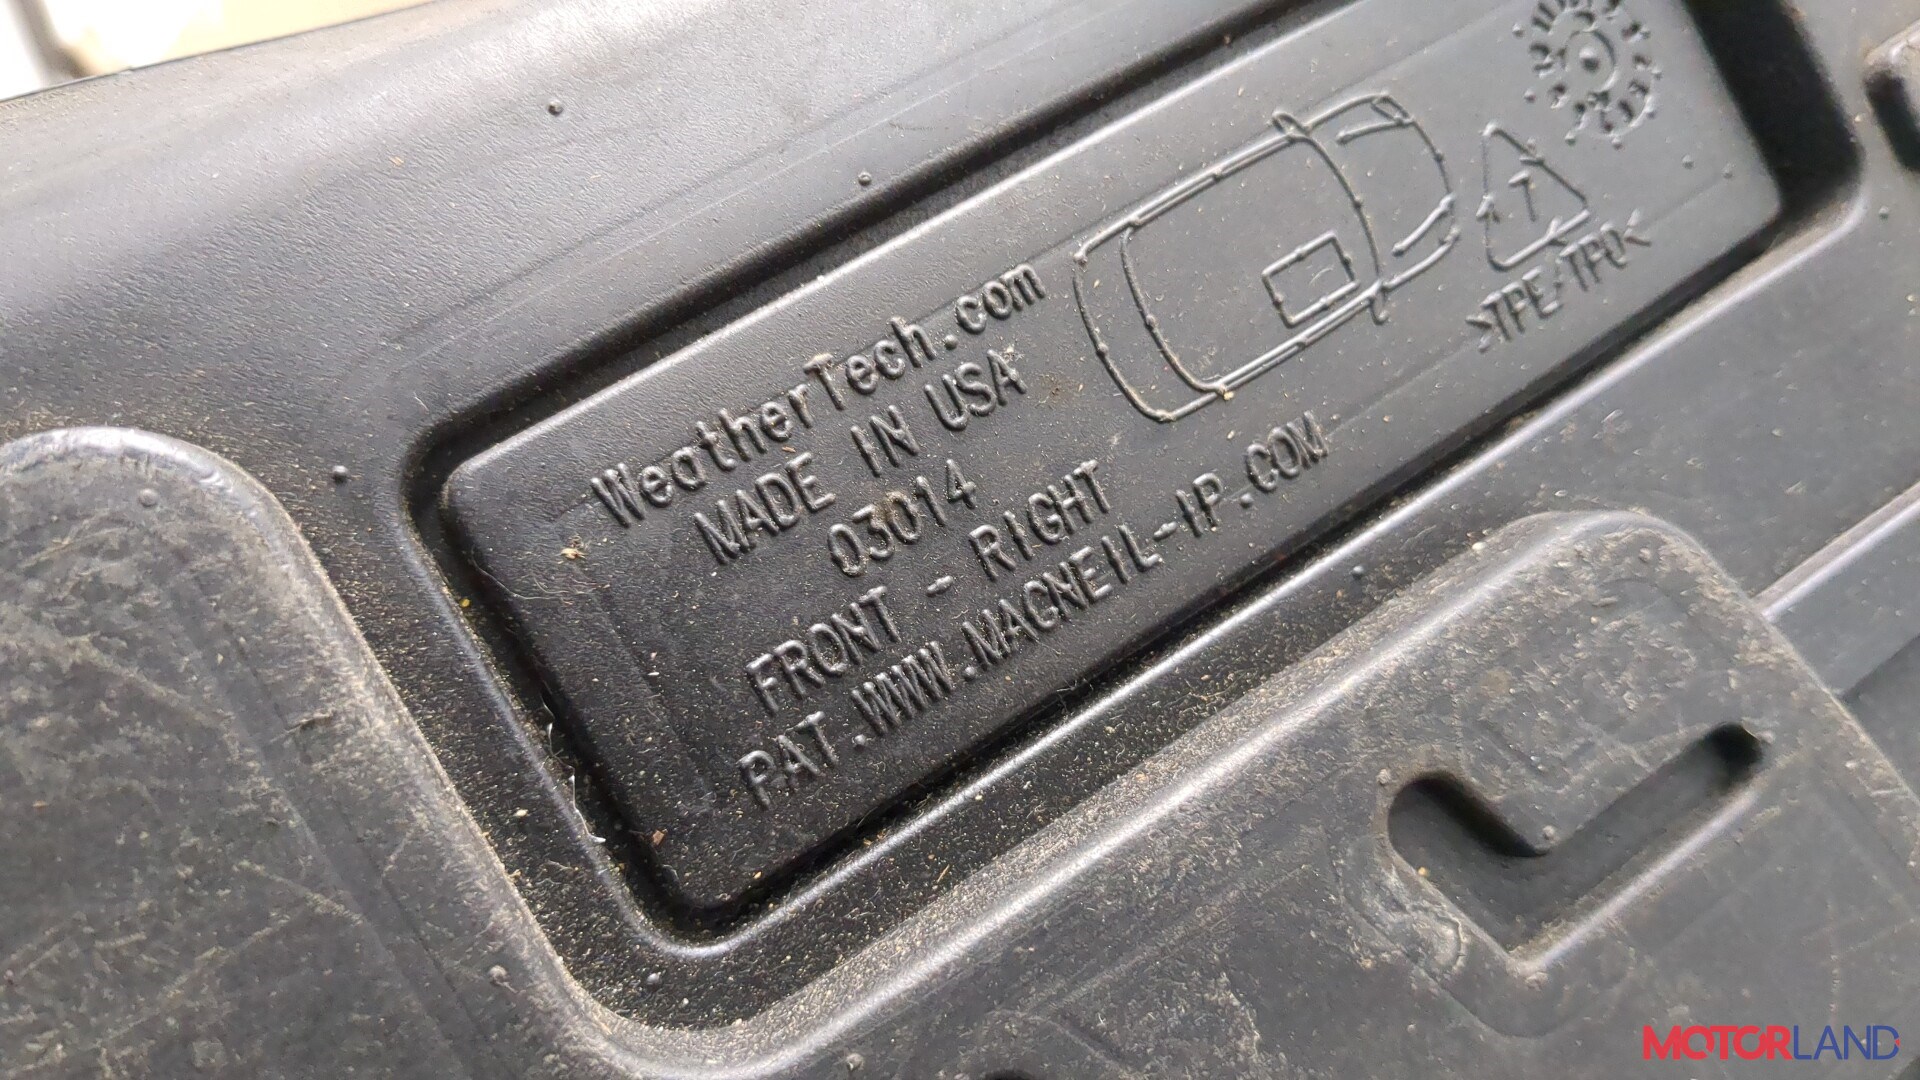 WeatherTech.com
MADE IN USA
03014
FRONT - RIGHT
PAT.WWW.MACNEIL-IP.COM
7
>TPE/TPO<
MOTORLAND